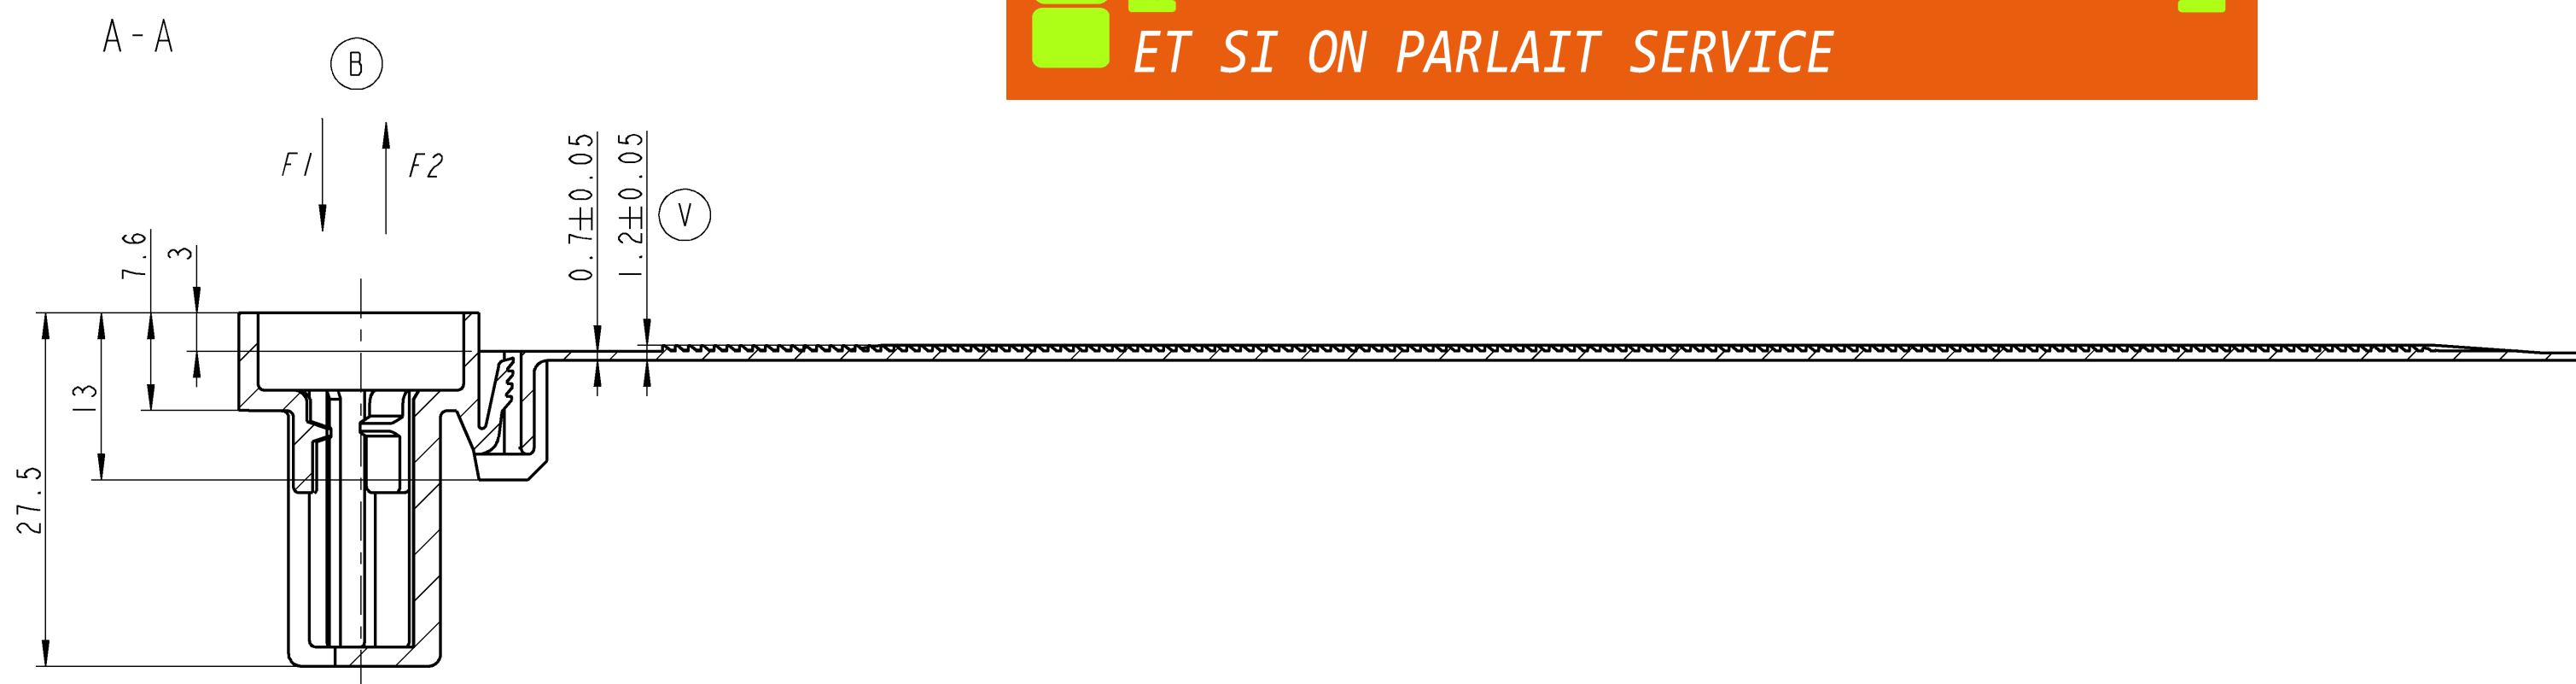 A-A
B
ET SI ON PARLAIT SERVICE
F1
F2
0.7±0.05
1.2±0.05
V
7.6
3
13
27.5